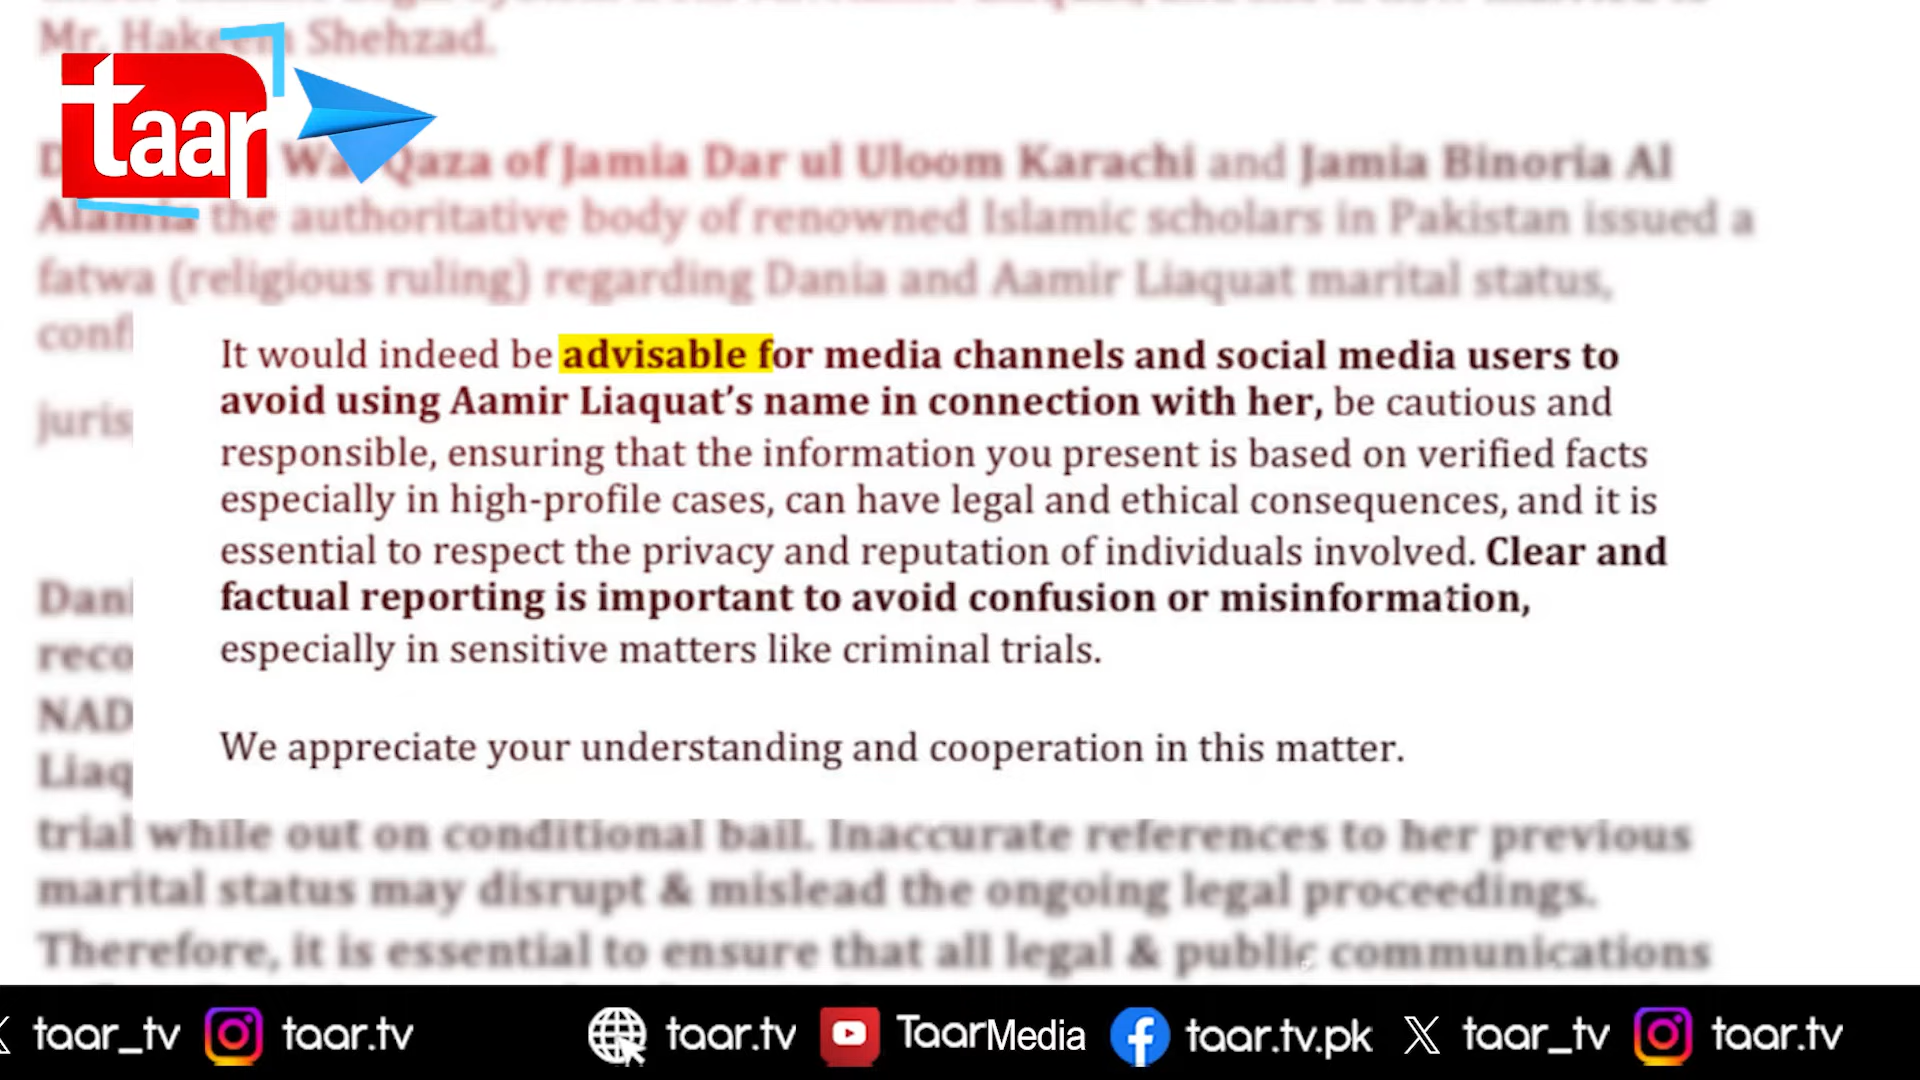 Mr. Hakeem Shehzad.
taar
Qaza of Jamia Dar ul Uloom Karachi and Jamia Binoria Al
Alamia the authoritative body of renowned Islamic scholars in Pakistan issued a
fatwa (religious ruling) regarding Dania and Aamir Liaquat marital status,
conf
It would indeed be advisable for media channels and social media users to
avoid using Aamir Liaquat's name in connection with her, be cautious and
juris
responsible, ensuring that the information you present is based on verified facts
especially in high-profile cases, can have legal and ethical consequences, and it is
essential to respect the privacy and reputation of individuals involved. Clear and
Dani
factual reporting is important to avoid confusion or misinformation,
reco
especially in sensitive matters like criminal trials.
NAD
We appreciate your understanding and cooperation in this matter.
Liaq
trial while out on conditional bail. Inaccurate references to her previous
marital status may disrupt & mislead the ongoing legal proceedings.
Therefore, it is essential to ensure that all legal & public communications
taar_tv taar.tv taar.tv TaarMedia taar.tv.pk taar_tv taar.tv